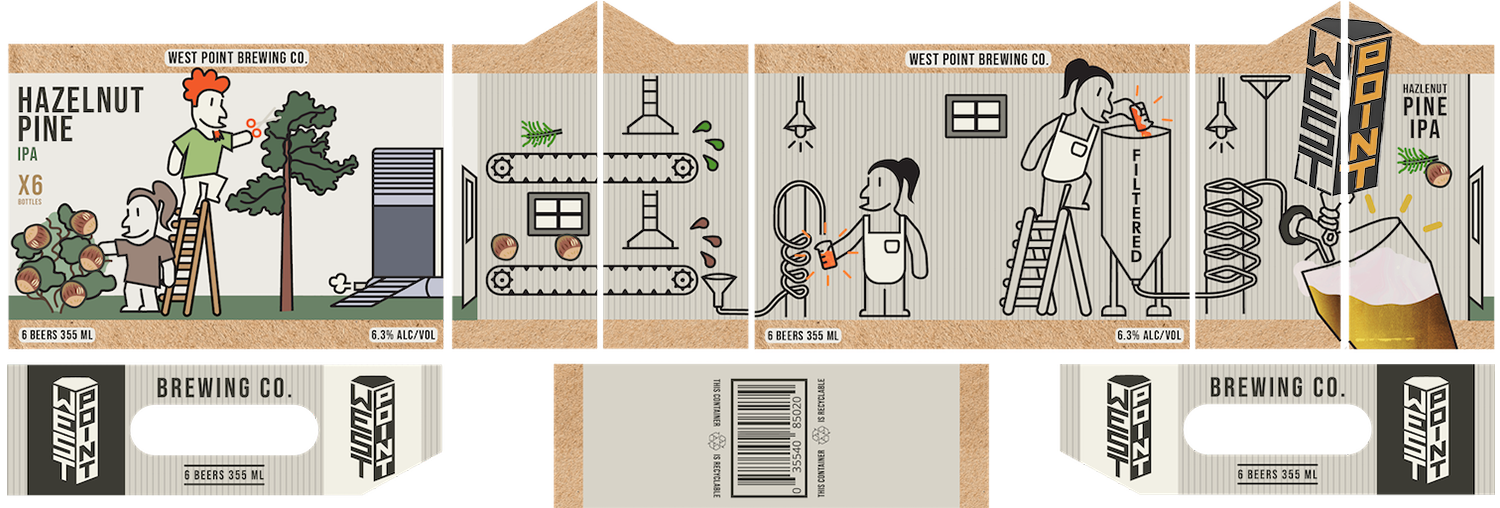 WEST POINT BREWING CO.
HAZELNUT
PINE
IPA
X6
BOTTLES
6 BEERS 355 ML
6.3% ALC/VOL
WEST POINT BREWING CO.
FILTERED
6 BEERS 355 ML
6.3% ALC/VOL
WEST
POINT
HAZLENUT
PINE
IPA
WEST
POINT
BREWING CO.
6 BEERS 355 ML
WEST
POINT
THIS CONTAINER IS RECYCLABLE
0 35540 85020
THIS CONTAINER IS RECYCLABLE
WEST
POINT
BREWING CO.
6 BEERS 355 ML
WEST
POINT